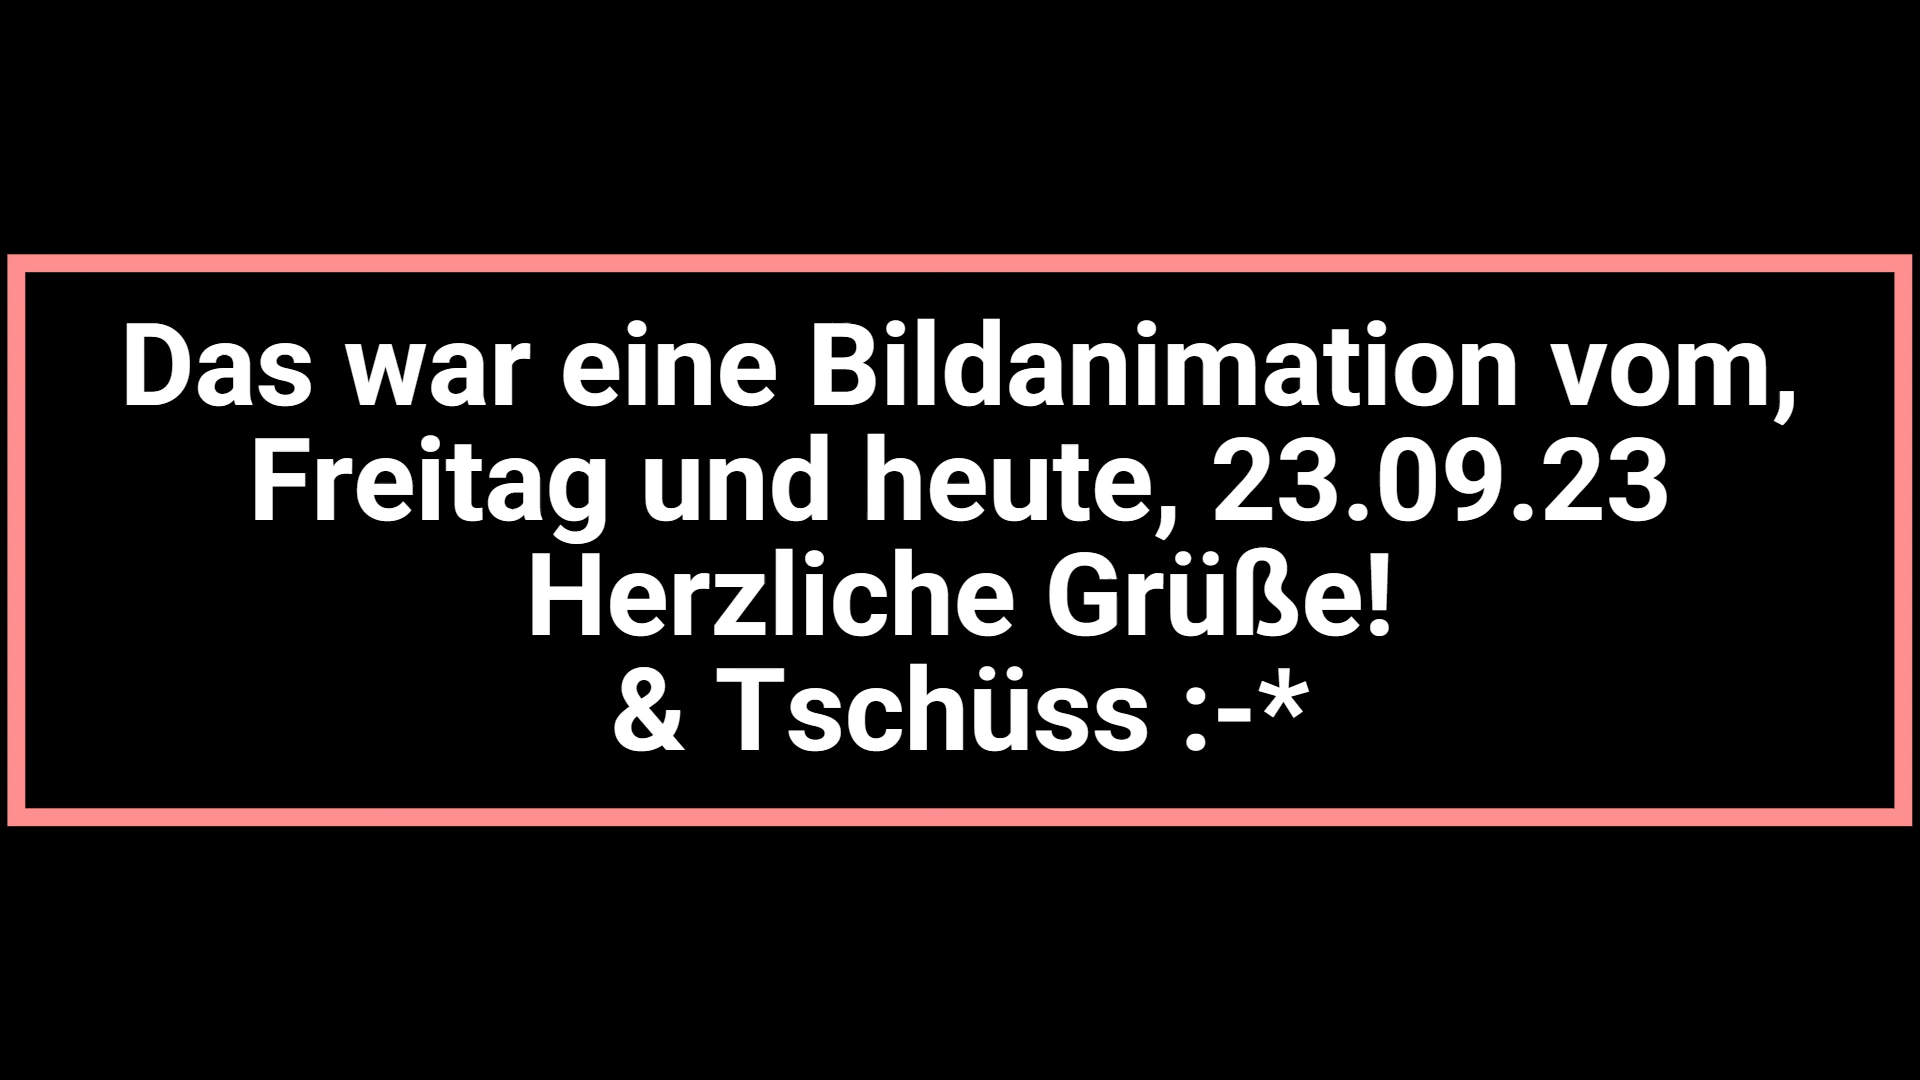 Das war eine Bildanimation vom,
Freitag und heute, 23.09.23
Herzliche Grüße!
& Tschüss :-*